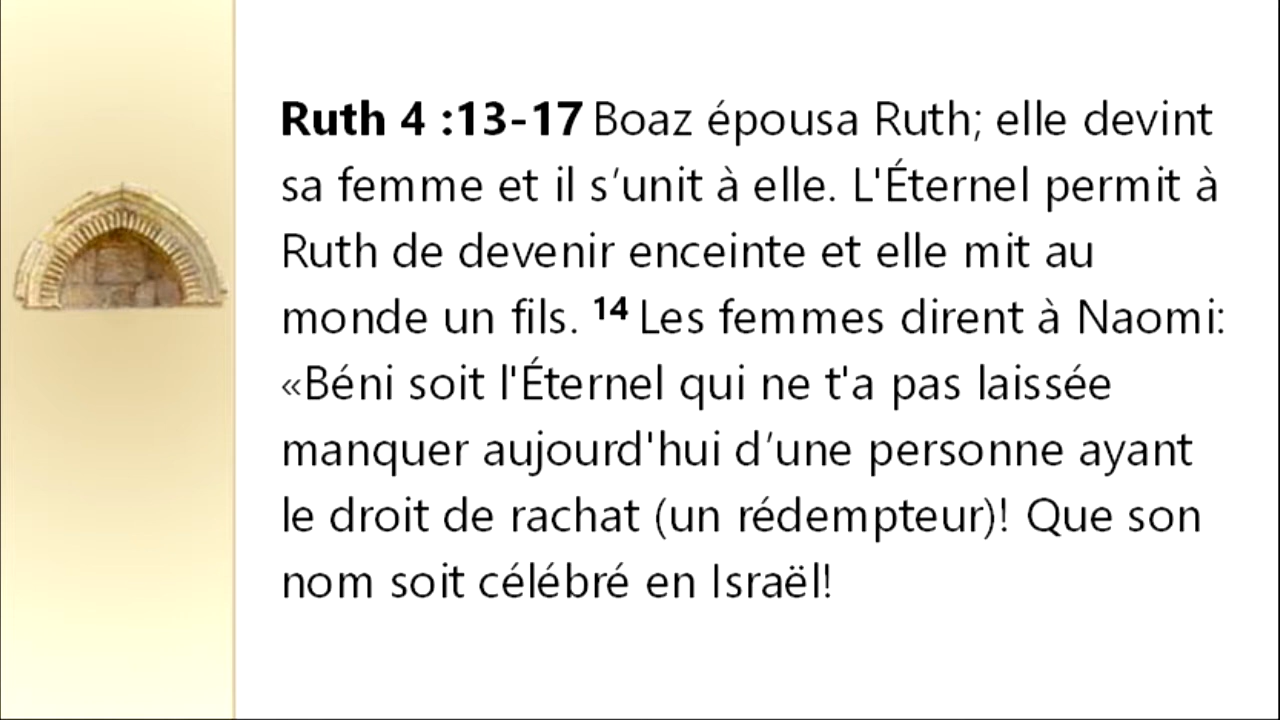 Ruth 4 :13-17 Boaz épousa Ruth; elle devint
sa femme et il s’unit à elle. L'Éternel permit à
Ruth de devenir enceinte et elle mit au
monde un fils. 14 Les femmes dirent à Naomi:
«Béni soit l'Éternel qui ne t'a pas laissée
manquer aujourd'hui d’une personne ayant
le droit de rachat (un rédempteur)! Que son
nom soit célébré en Israël!